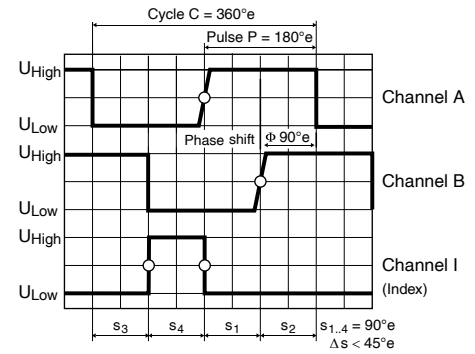 Cycle C = 360°e
Pulse P = 180°e
UHigh
Channel A
ULow
Phase shift Φ 90°e
UHigh
Channel B
ULow
UHigh
Channel I
(Index)
ULow
s3 s4 s1 s2 s1..4 = 90°e
Δs < 45°e